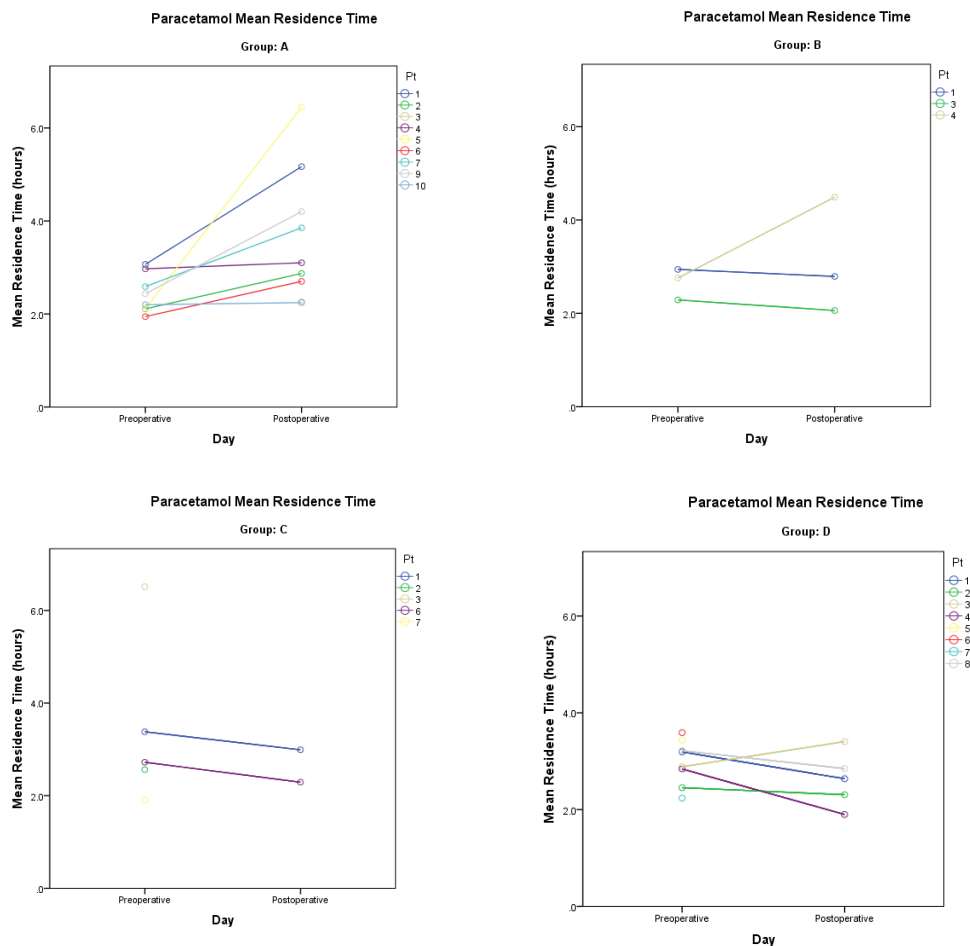 Paracetamol Mean Residence Time
Group: A
Pt
1
2
3
4
5
6
7
9
10
Mean Residence Time (hours)
6.0
4.0
2.0
.0
Preoperative
Postoperative
Day
Paracetamol Mean Residence Time
Group: B
Pt
1
3
4
Mean Residence Time (hours)
6.0
4.0
2.0
.0
Preoperative
Postoperative
Day
Paracetamol Mean Residence Time
Group: C
Pt
1
2
3
6
7
Mean Residence Time (hours)
6.0
4.0
2.0
.0
Preoperative
Postoperative
Day
Paracetamol Mean Residence Time
Group: D
Pt
1
2
3
4
5
6
7
8
Mean Residence Time (hours)
6.0
4.0
2.0
.0
Preoperative
Postoperative
Day